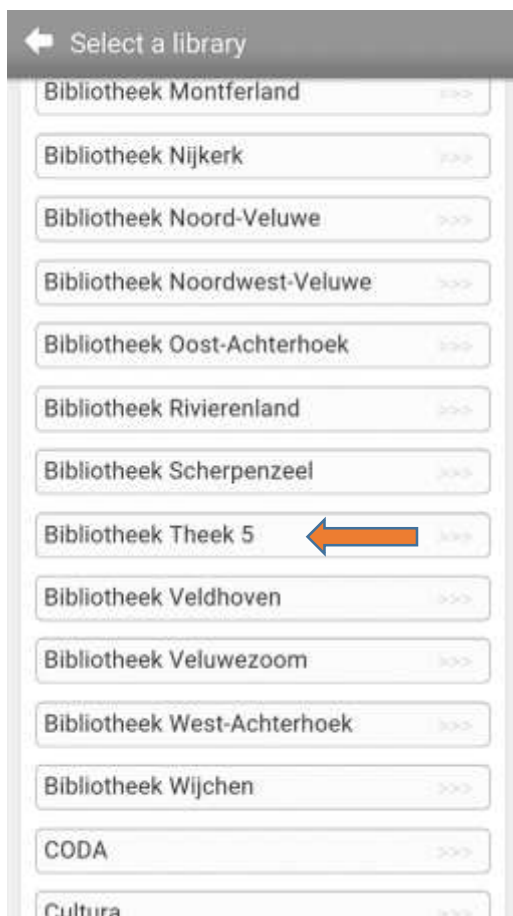 Select a library
Bibliotheek Montferland >>>
Bibliotheek Nijkerk >>>
Bibliotheek Noord-Veluwe >>>
Bibliotheek Noordwest-Veluwe >>>
Bibliotheek Oost-Achterhoek >>>
Bibliotheek Rivierenland >>>
Bibliotheek Scherpenzeel >>>
Bibliotheek Theek 5 >>>
Bibliotheek Veldhoven >>>
Bibliotheek Veluwezoom >>>
Bibliotheek West-Achterhoek >>>
Bibliotheek Wijchen >>>
CODA >>>
Cultura >>>